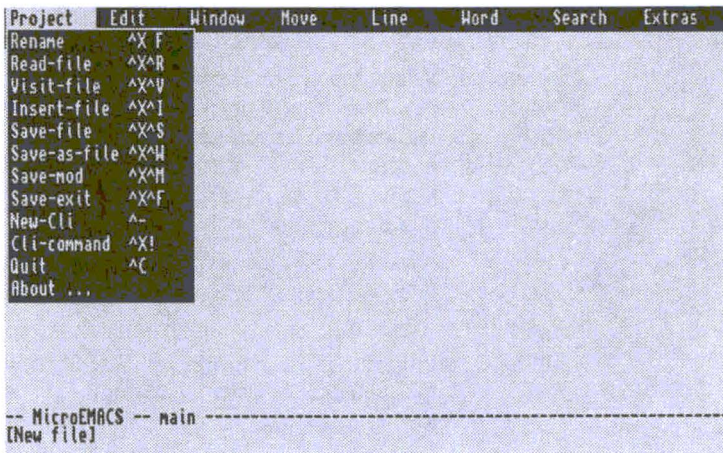 Project Edit Window Move Line Word Search Extras
Rename ^X F
Read-file ^X^R
Visit-file ^X^V
Insert-file ^X^I
Save-file ^X^S
Save-as-file ^X^W
Save-mod ^X^M
Save-exit ^X^F
New-Cli ^-
Cli-command ^X!
Quit ^C
About ...
-- MicroEMACS -- main --------------------------------------------------------------
[New file]